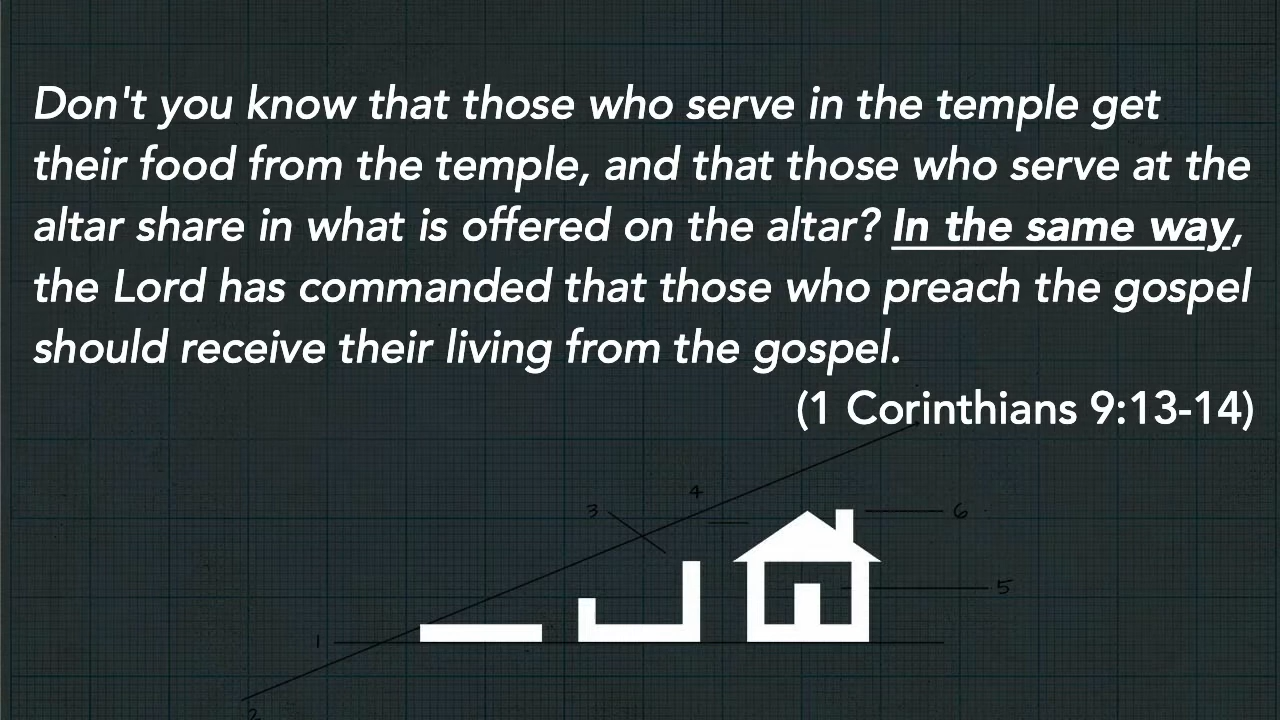 Don't you know that those who serve in the temple get
their food from the temple, and that those who serve at the
altar share in what is offered on the altar? In the same way,
the Lord has commanded that those who preach the gospel
should receive their living from the gospel.
(1 Corinthians 9:13-14)
4
3
6
5
1
2